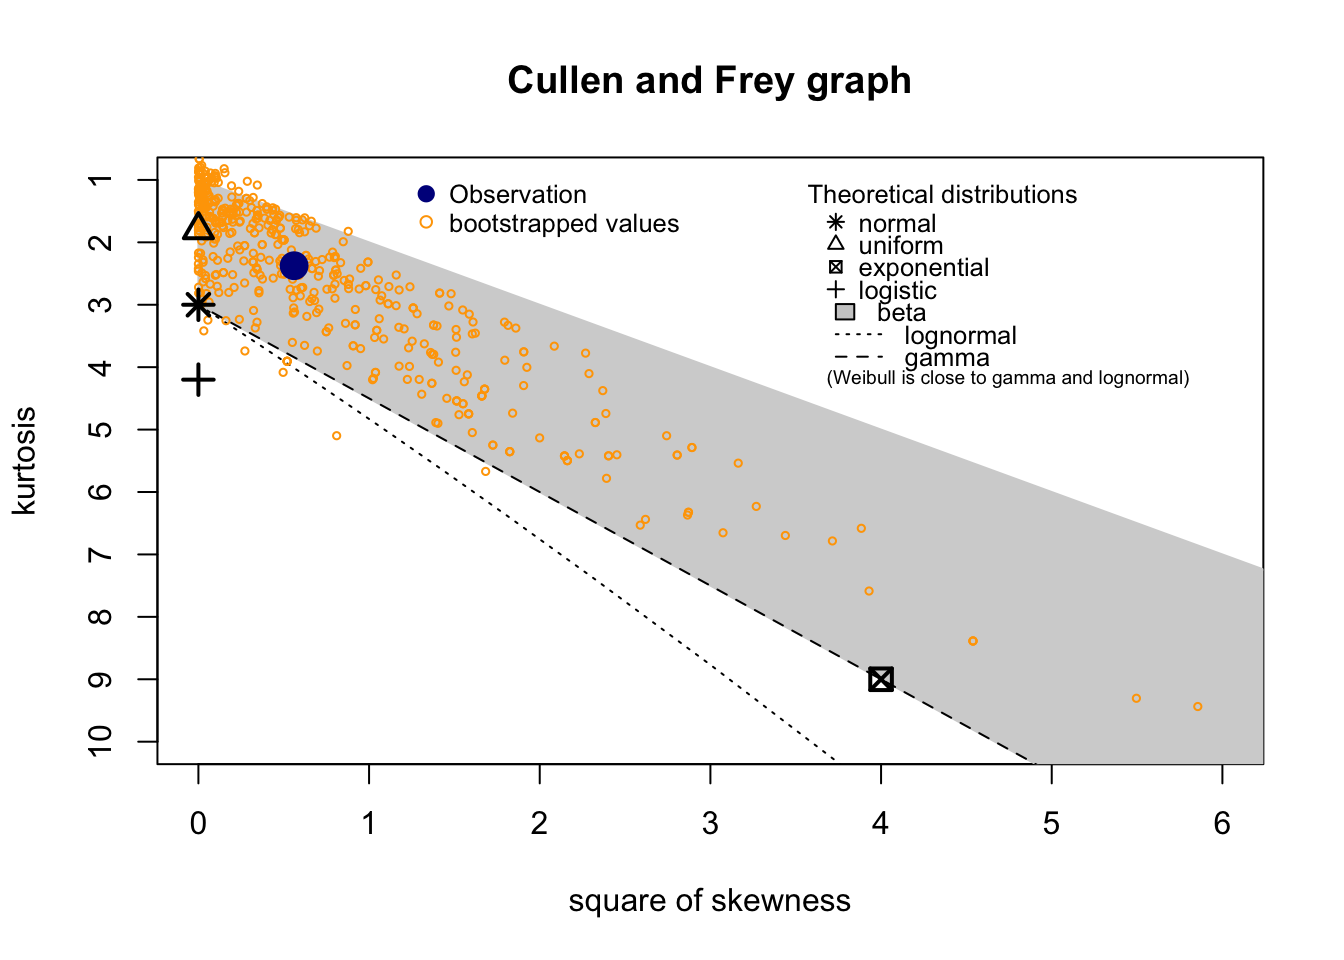 Cullen and Frey graph
Observation
bootstrapped values
Theoretical distributions
normal
uniform
exponential
logistic
beta
lognormal
gamma
(Weibull is close to gamma and lognormal)
kurtosis
1
2
3
4
5
6
7
8
9
10
0 1 2 3 4 5 6
square of skewness